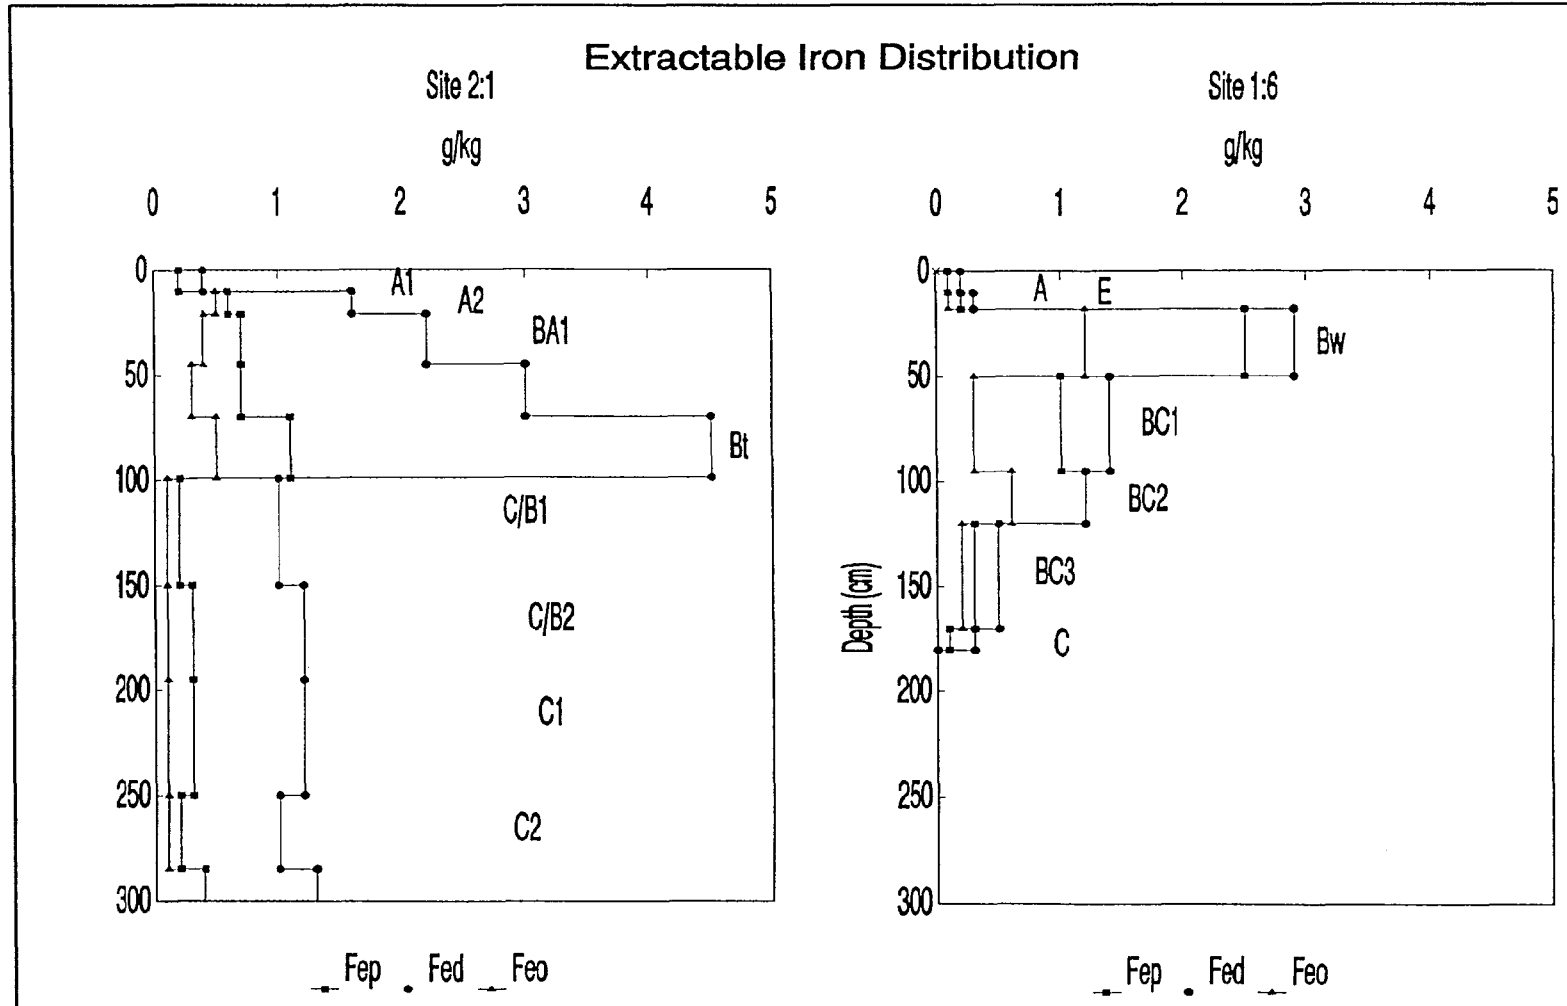 Extractable Iron Distribution
Site 2:1
g/kg
0 1 2 3 4 5
0
50
100
150
200
250
300
A1
A2
BA1
Bt
C/B1
C/B2
C1
C2
Fep Fed Feo
Site 1:6
g/kg
0 1 2 3 4 5
Depth (cm)
0
50
100
150
200
250
300
A E
Bw
BC1
BC2
BC3
C
Fep Fed Feo